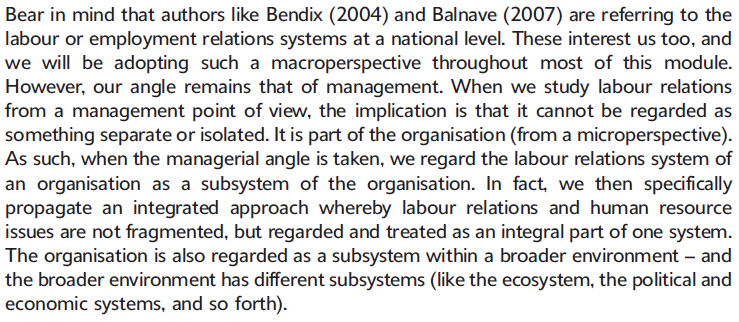 Bear in mind that authors like Bendix (2004) and Balnave (2007) are referring to the
labour or employment relations systems at a national level. These interest us too, and
we will be adopting such a macroperspective throughout most of this module.
However, our angle remains that of management. When we study labour relations
from a management point of view, the implication is that it cannot be regarded as
something separate or isolated. It is part of the organisation (from a microperspective).
As such, when the managerial angle is taken, we regard the labour relations system of
an organisation as a subsystem of the organisation. In fact, we then specifically
propagate an integrated approach whereby labour relations and human resource
issues are not fragmented, but regarded and treated as an integral part of one system.
The organisation is also regarded as a subsystem within a broader environment – and
the broader environment has different subsystems (like the ecosystem, the political and
economic systems, and so forth).